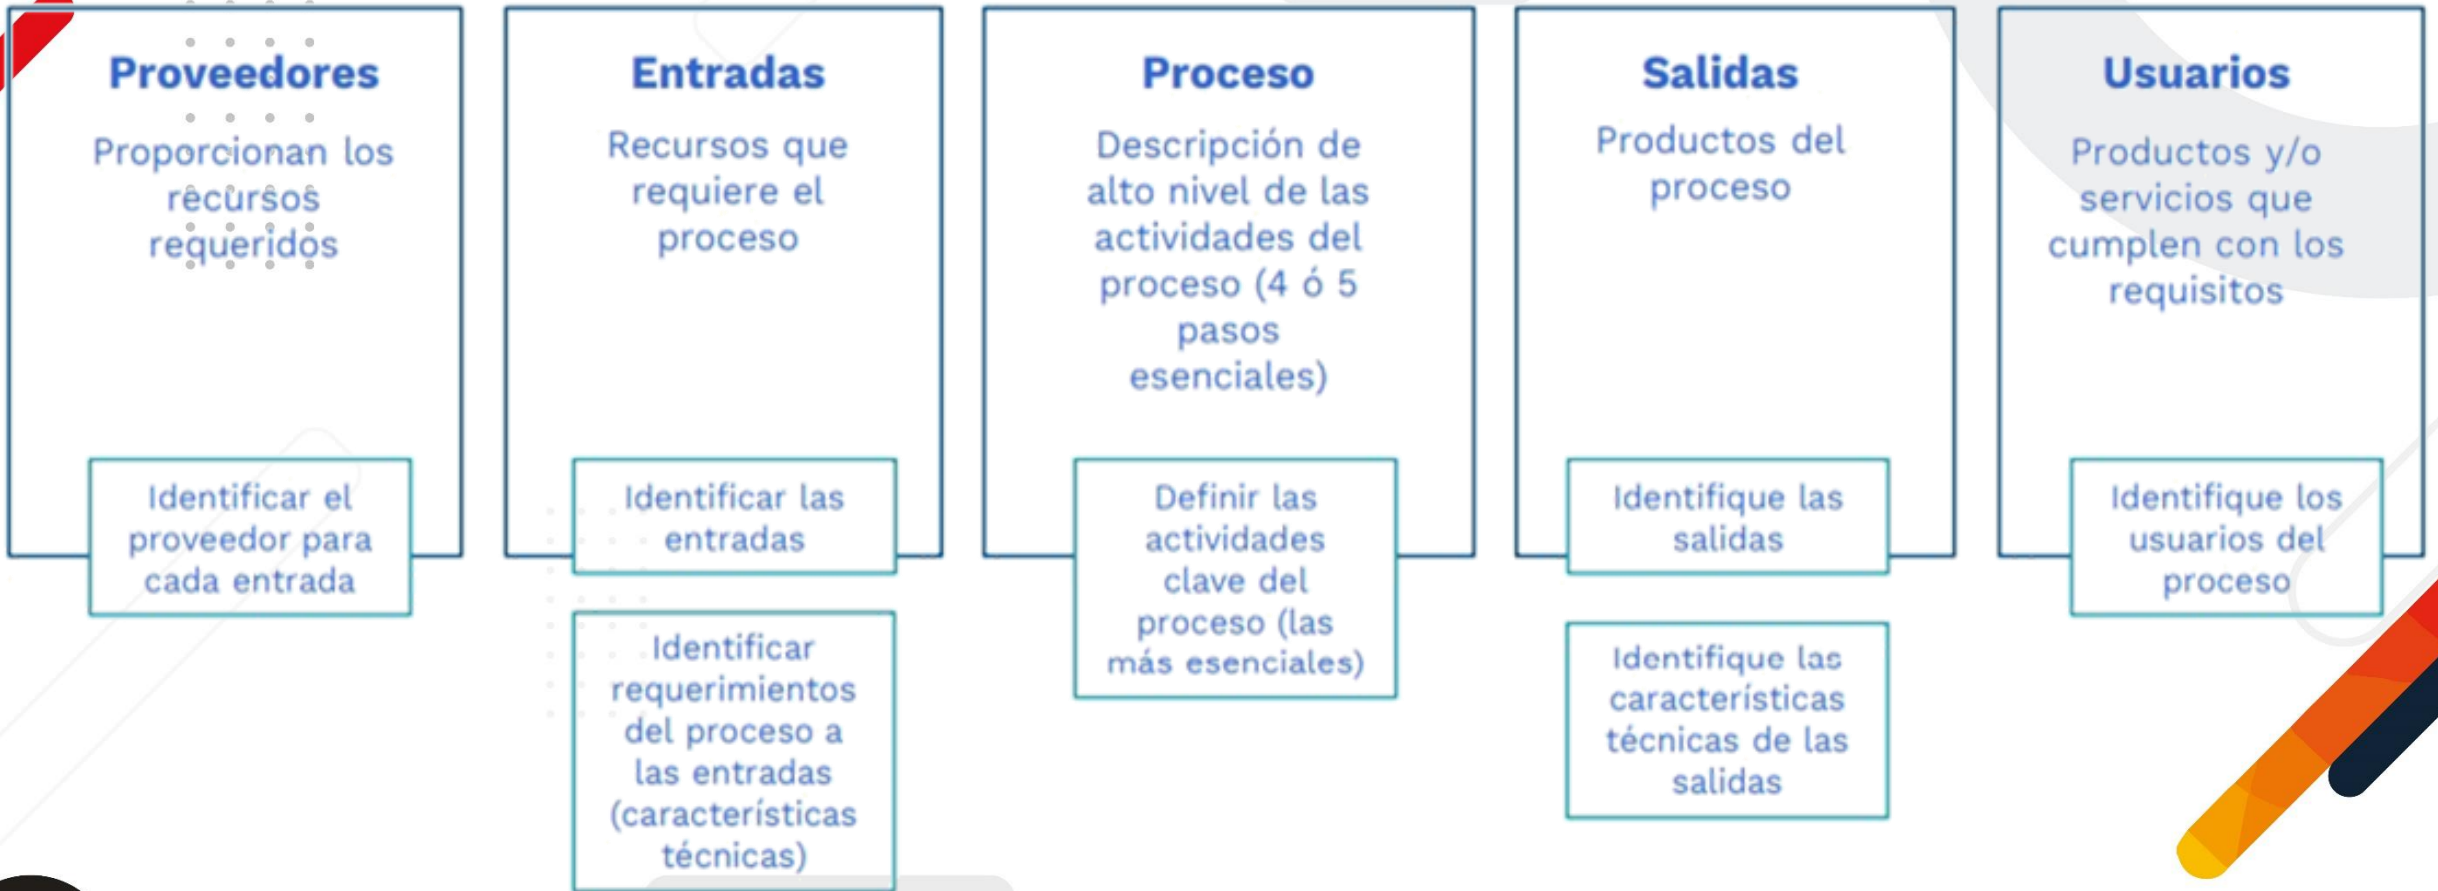 Proveedores
Proporcionan los
recursos
requeridos
Identificar el
proveedor para
cada entrada
Entradas
Recursos que
requiere el
proceso
Identificar las
entradas
Identificar
requerimientos
del proceso a
las entradas
(características
técnicas)
Proceso
Descripción de
alto nivel de las
actividades del
proceso (4 ó 5
pasos
esenciales)
Definir las
actividades
clave del
proceso (las
más esenciales)
Salidas
Productos del
proceso
Identifique las
salidas
Identifique las
características
técnicas de las
salidas
Usuarios
Productos y/o
servicios que
cumplen con los
requisitos
Identifique los
usuarios del
proceso